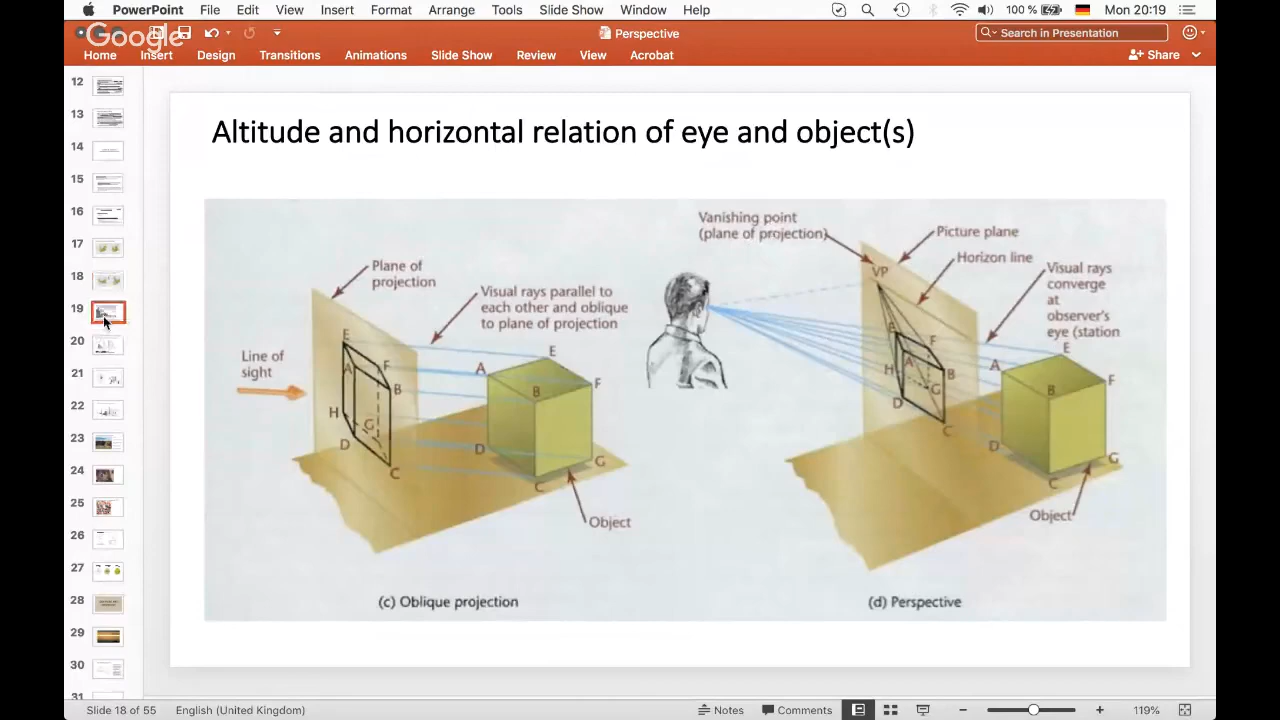 PowerPoint File Edit View Insert Format Arrange Tools Slide Show Window Help 100 % Mon 20:19
Google
Perspective
Search in Presentation
Home Insert Design Transitions Animations Slide Show Review View Acrobat Share
12
13
14
15
16
17
18
19
20
21
22
23
24
25
26
27
28
29
30
31
Altitude and horizontal relation of eye and object(s)
Plane of
projection
Visual rays parallel to
each other and oblique
to plane of projection
Line of
sight
E
F
A
B
H
G
D
C
E
A
F
B
D
G
C
Object
(c) Oblique projection
Vanishing point
(plane of projection)
Picture plane
Horizon line
VP
Visual rays
converge
at
observer's
eye (station
E
F
A
B
H
G
D
C
E
A
F
B
D
G
C
Object
(d) Perspective
Slide 18 of 55 English (United Kingdom) Notes Comments 119%